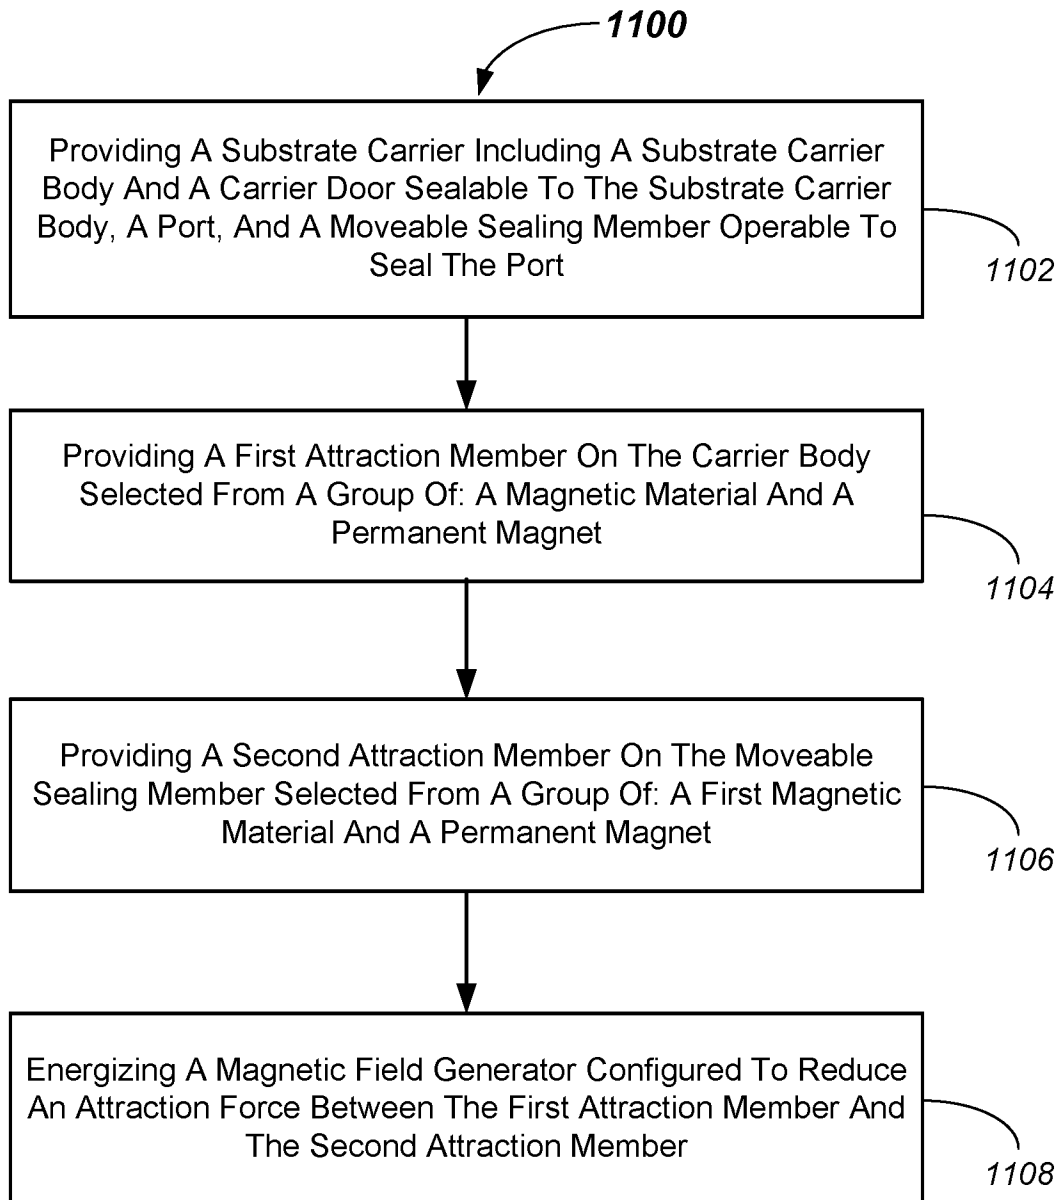 1100
Providing A Substrate Carrier Including A Substrate Carrier
Body And A Carrier Door Sealable To The Substrate Carrier
Body, A Port, And A Moveable Sealing Member Operable To
Seal The Port
1102
Providing A First Attraction Member On The Carrier Body
Selected From A Group Of: A Magnetic Material And A
Permanent Magnet
1104
Providing A Second Attraction Member On The Moveable
Sealing Member Selected From A Group Of: A First Magnetic
Material And A Permanent Magnet
1106
Energizing A Magnetic Field Generator Configured To Reduce
An Attraction Force Between The First Attraction Member And
The Second Attraction Member
1108